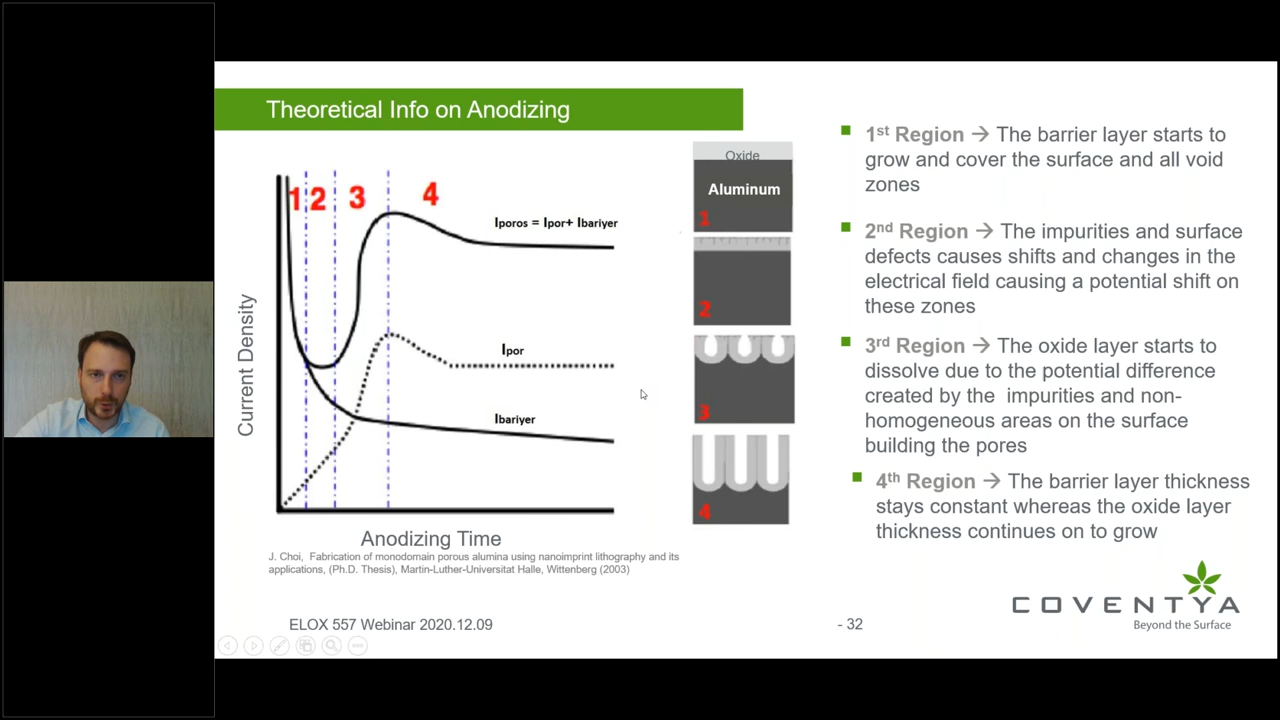 Theoretical Info on Anodizing
1 2 3 4
Iporos = Ipor+ Ibariyer
Ipor
Ibariyer
Current Density
Anodizing Time
J. Choi, Fabrication of monodomain porous alumina using nanoimprint lithography and its
applications, (Ph.D. Thesis), Martin-Luther-Universitat Halle, Wittenberg (2003)
Oxide
Aluminum
1
2
3
4
1st Region → The barrier layer starts to
grow and cover the surface and all void
zones
2nd Region → The impurities and surface
defects causes shifts and changes in the
electrical field causing a potential shift on
these zones
3rd Region → The oxide layer starts to
dissolve due to the potential difference
created by the impurities and non-
homogeneous areas on the surface
building the pores
4th Region → The barrier layer thickness
stays constant whereas the oxide layer
thickness continues on to grow
COVENTYA
Beyond the Surface
ELOX 557 Webinar 2020.12.09
- 32